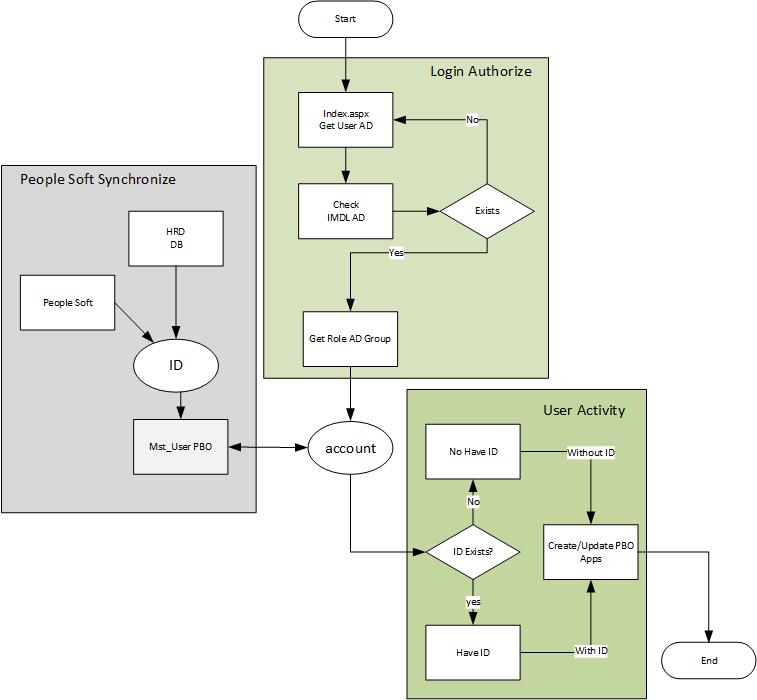 Start
Login Authorize
Index.aspx
Get User AD
No
Check
IMDL AD
Exists
Yes
Get Role AD Group
People Soft Synchronize
HRD
DB
People Soft
ID
Mst_User PBO
account
User Activity
No Have ID
Without ID
No
ID Exists?
Create/Update PBO
Apps
yes
Have ID
With ID
End